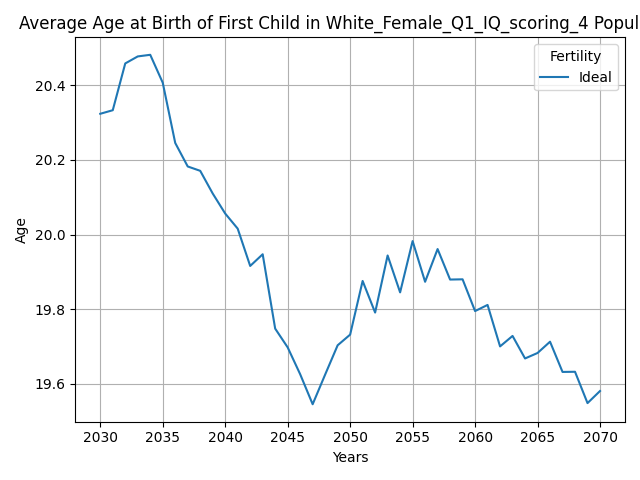 Average Age at Birth of First Child in White_Female_Q1_IQ_scoring_4 Popul
Fertility
Ideal
20.4
20.2
20.0
19.8
19.6
Age
2030 2035 2040 2045 2050 2055 2060 2065 2070
Years